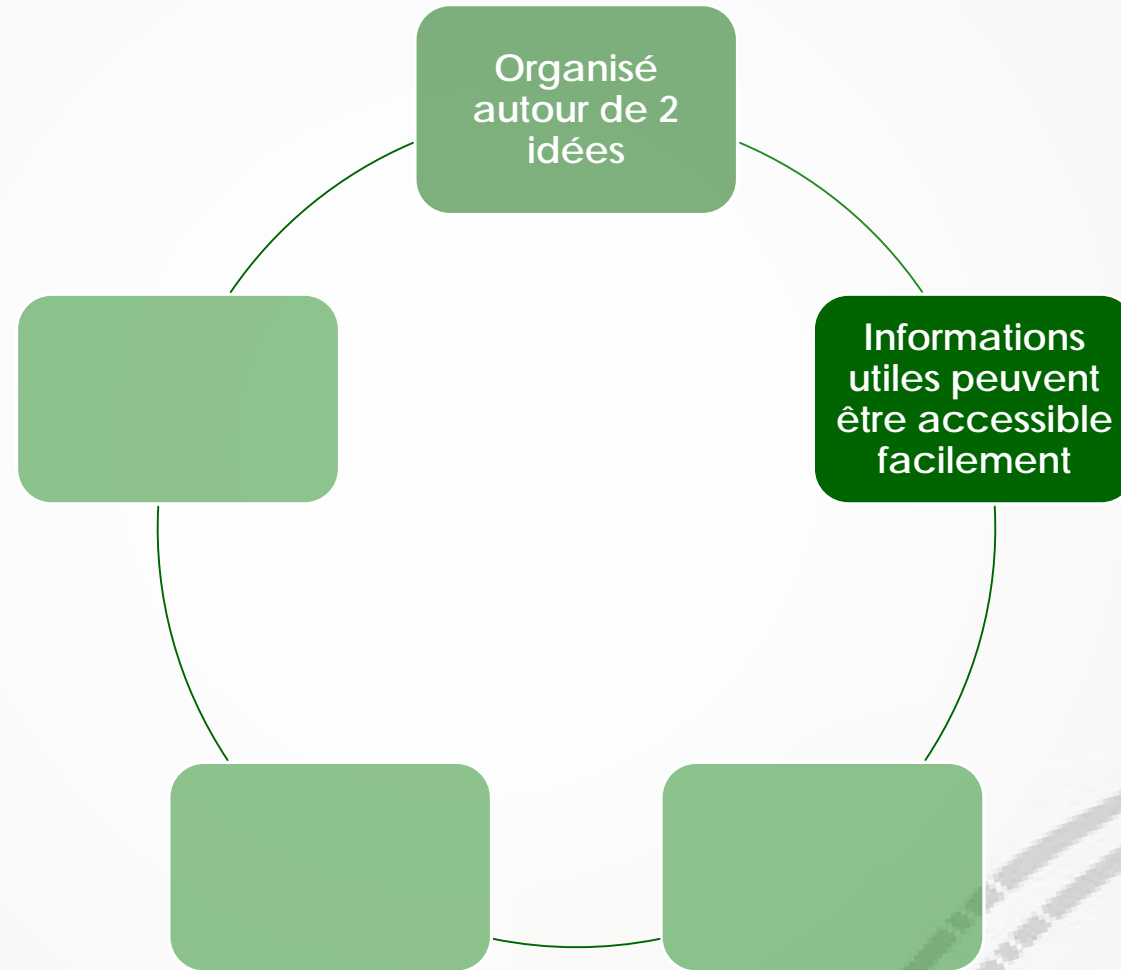 Organisé
autour de 2
idées
Informations
utiles peuvent
être accessible
facilement